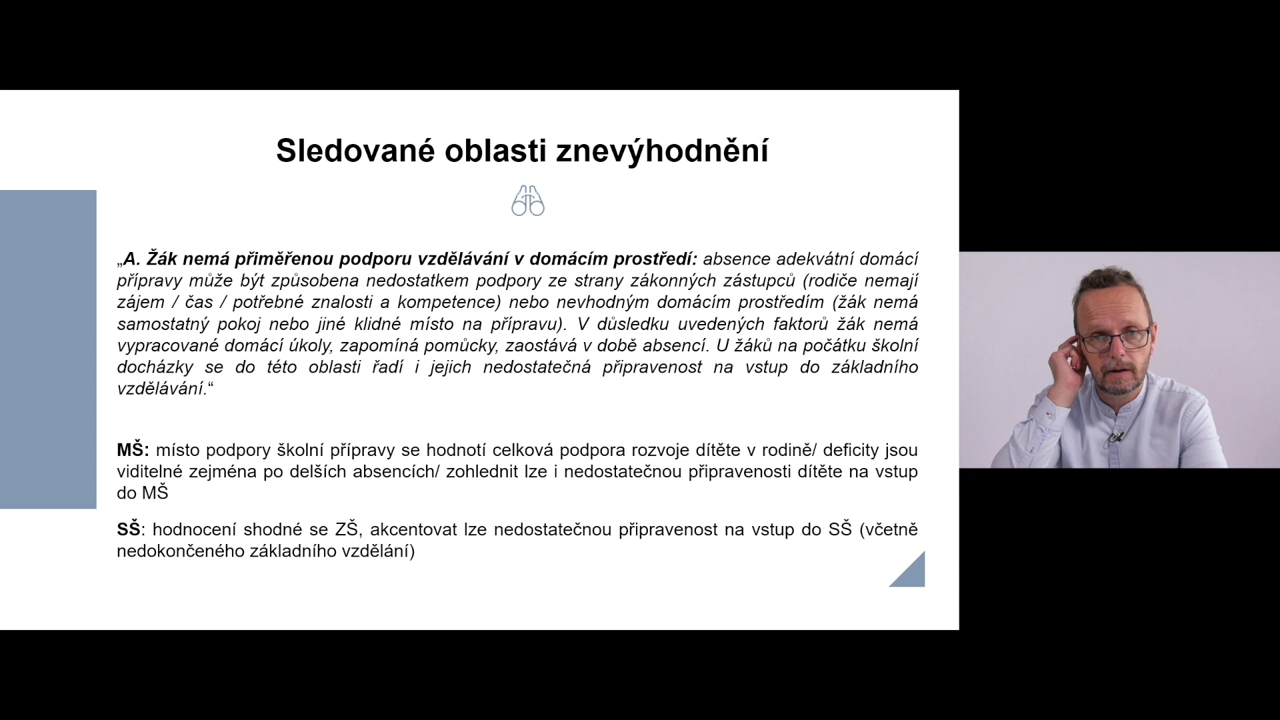 Sledované oblasti znevýhodnění
„A. Žák nemá přiměřenou podporu vzdělávání v domácím prostředí: absence adekvátní domácí
přípravy může být způsobena nedostatkem podpory ze strany zákonných zástupců (rodiče nemají
zájem / čas / potřebné znalosti a kompetence) nebo nevhodným domácím prostředím (žák nemá
samostatný pokoj nebo jiné klidné místo na přípravu). V důsledku uvedených faktorů žák nemá
vypracované domácí úkoly, zapomíná pomůcky, zaostává v době absencí. U žáků na počátku školní
docházky se do této oblasti řadí i jejich nedostatečná připravenost na vstup do základního
vzdělávání.“
MŠ: místo podpory školní přípravy se hodnotí celková podpora rozvoje dítěte v rodině/ deficity jsou
viditelné zejména po delších absencích/ zohlednit lze i nedostatečnou připravenosti dítěte na vstup
do MŠ
SŠ: hodnocení shodné se ZŠ, akcentovat lze nedostatečnou připravenost na vstup do SŠ (včetně
nedokončeného základního vzdělání)